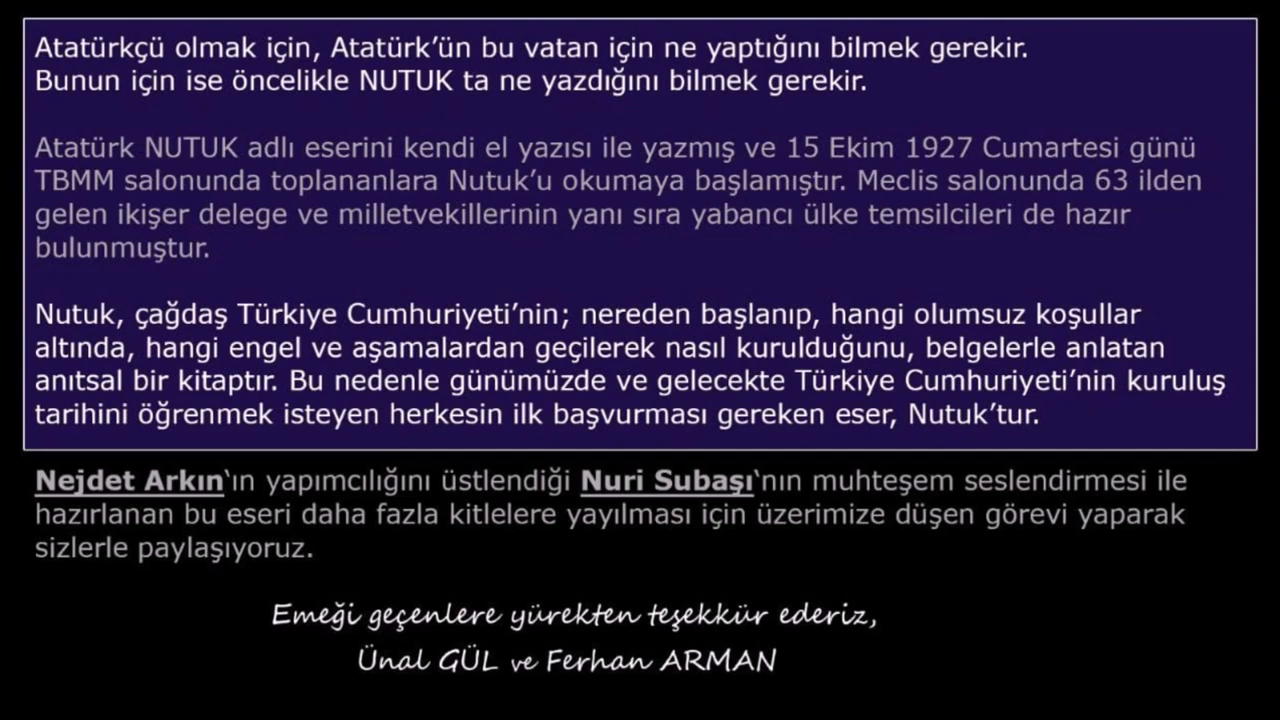 Atatürkçü olmak için, Atatürk’ün bu vatan için ne yaptığını bilmek gerekir.
Bunun için ise öncelikle NUTUK ta ne yazdığını bilmek gerekir.
Atatürk NUTUK adlı eserini kendi el yazısı ile yazmış ve 15 Ekim 1927 Cumartesi günü
TBMM salonunda toplananlara Nutuk’u okumaya başlamıştır. Meclis salonunda 63 ilden
gelen ikişer delege ve milletvekillerinin yanı sıra yabancı ülke temsilcileri de hazır
bulunmuştur.
Nutuk, çağdaş Türkiye Cumhuriyeti’nin; nereden başlanıp, hangi olumsuz koşullar
altında, hangi engel ve aşamalardan geçilerek nasıl kurulduğunu, belgelerle anlatan
anıtsal bir kitaptır. Bu nedenle günümüzde ve gelecekte Türkiye Cumhuriyeti’nin kuruluş
tarihini öğrenmek isteyen herkesin ilk başvurması gereken eser, Nutuk’tur.
Nejdet Arkın‘ın yapımcılığını üstlendiği Nuri Subaşı‘nın muhteşem seslendirmesi ile
hazırlanan bu eseri daha fazla kitlelere yayılması için üzerimize düşen görevi yaparak
sizlerle paylaşıyoruz.
Emeği geçenlere yürekten teşekkür ederiz,
Ünal GÜL ve Ferhan ARMAN